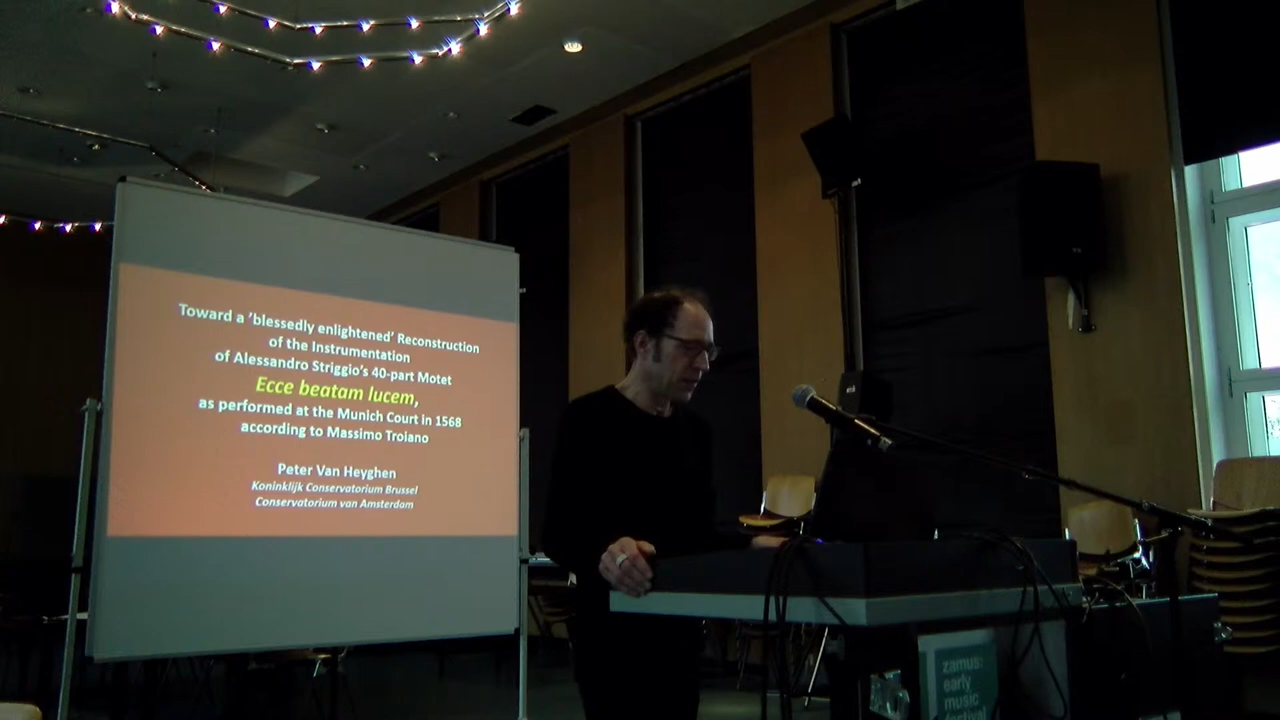 Toward a ’blessedly enlightened’ Reconstruction
of the Instrumentation
of Alessandro Striggio’s 40-part Motet
Ecce beatam lucem,
as performed at the Munich Court in 1568
according to Massimo Troiano
Peter Van Heyghen
Koninklijk Conservatorium Brussel
Conservatorium van Amsterdam
zamus:
early
music
festival